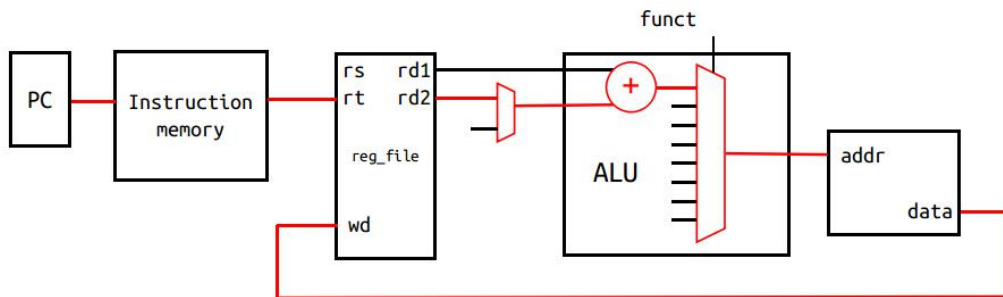 funct
PC
Instruction
memory
rs rd1
rt rd2
reg_file
wd
+
ALU
addr
data